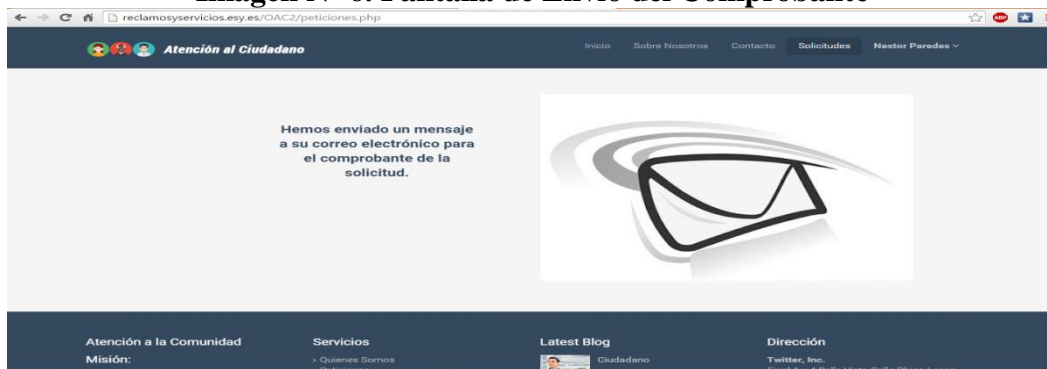 Imagen N° 6. Pantalla de Envío del Comprobante
reclamosyservicios.esy.es/OAC2/peticiones.php
ABP
Atención al Ciudadano
Inicio
Sobre Nosotros
Contacto
Solicitudes
Nestor Paredes
Hemos enviado un mensaje
a su correo electrónico para
el comprobante de la
solicitud.
Atención a la Comunidad
Servicios
Latest Blog
Dirección
Misión:
› Quienes Somos
Ciudadano
Twitter, Inc.